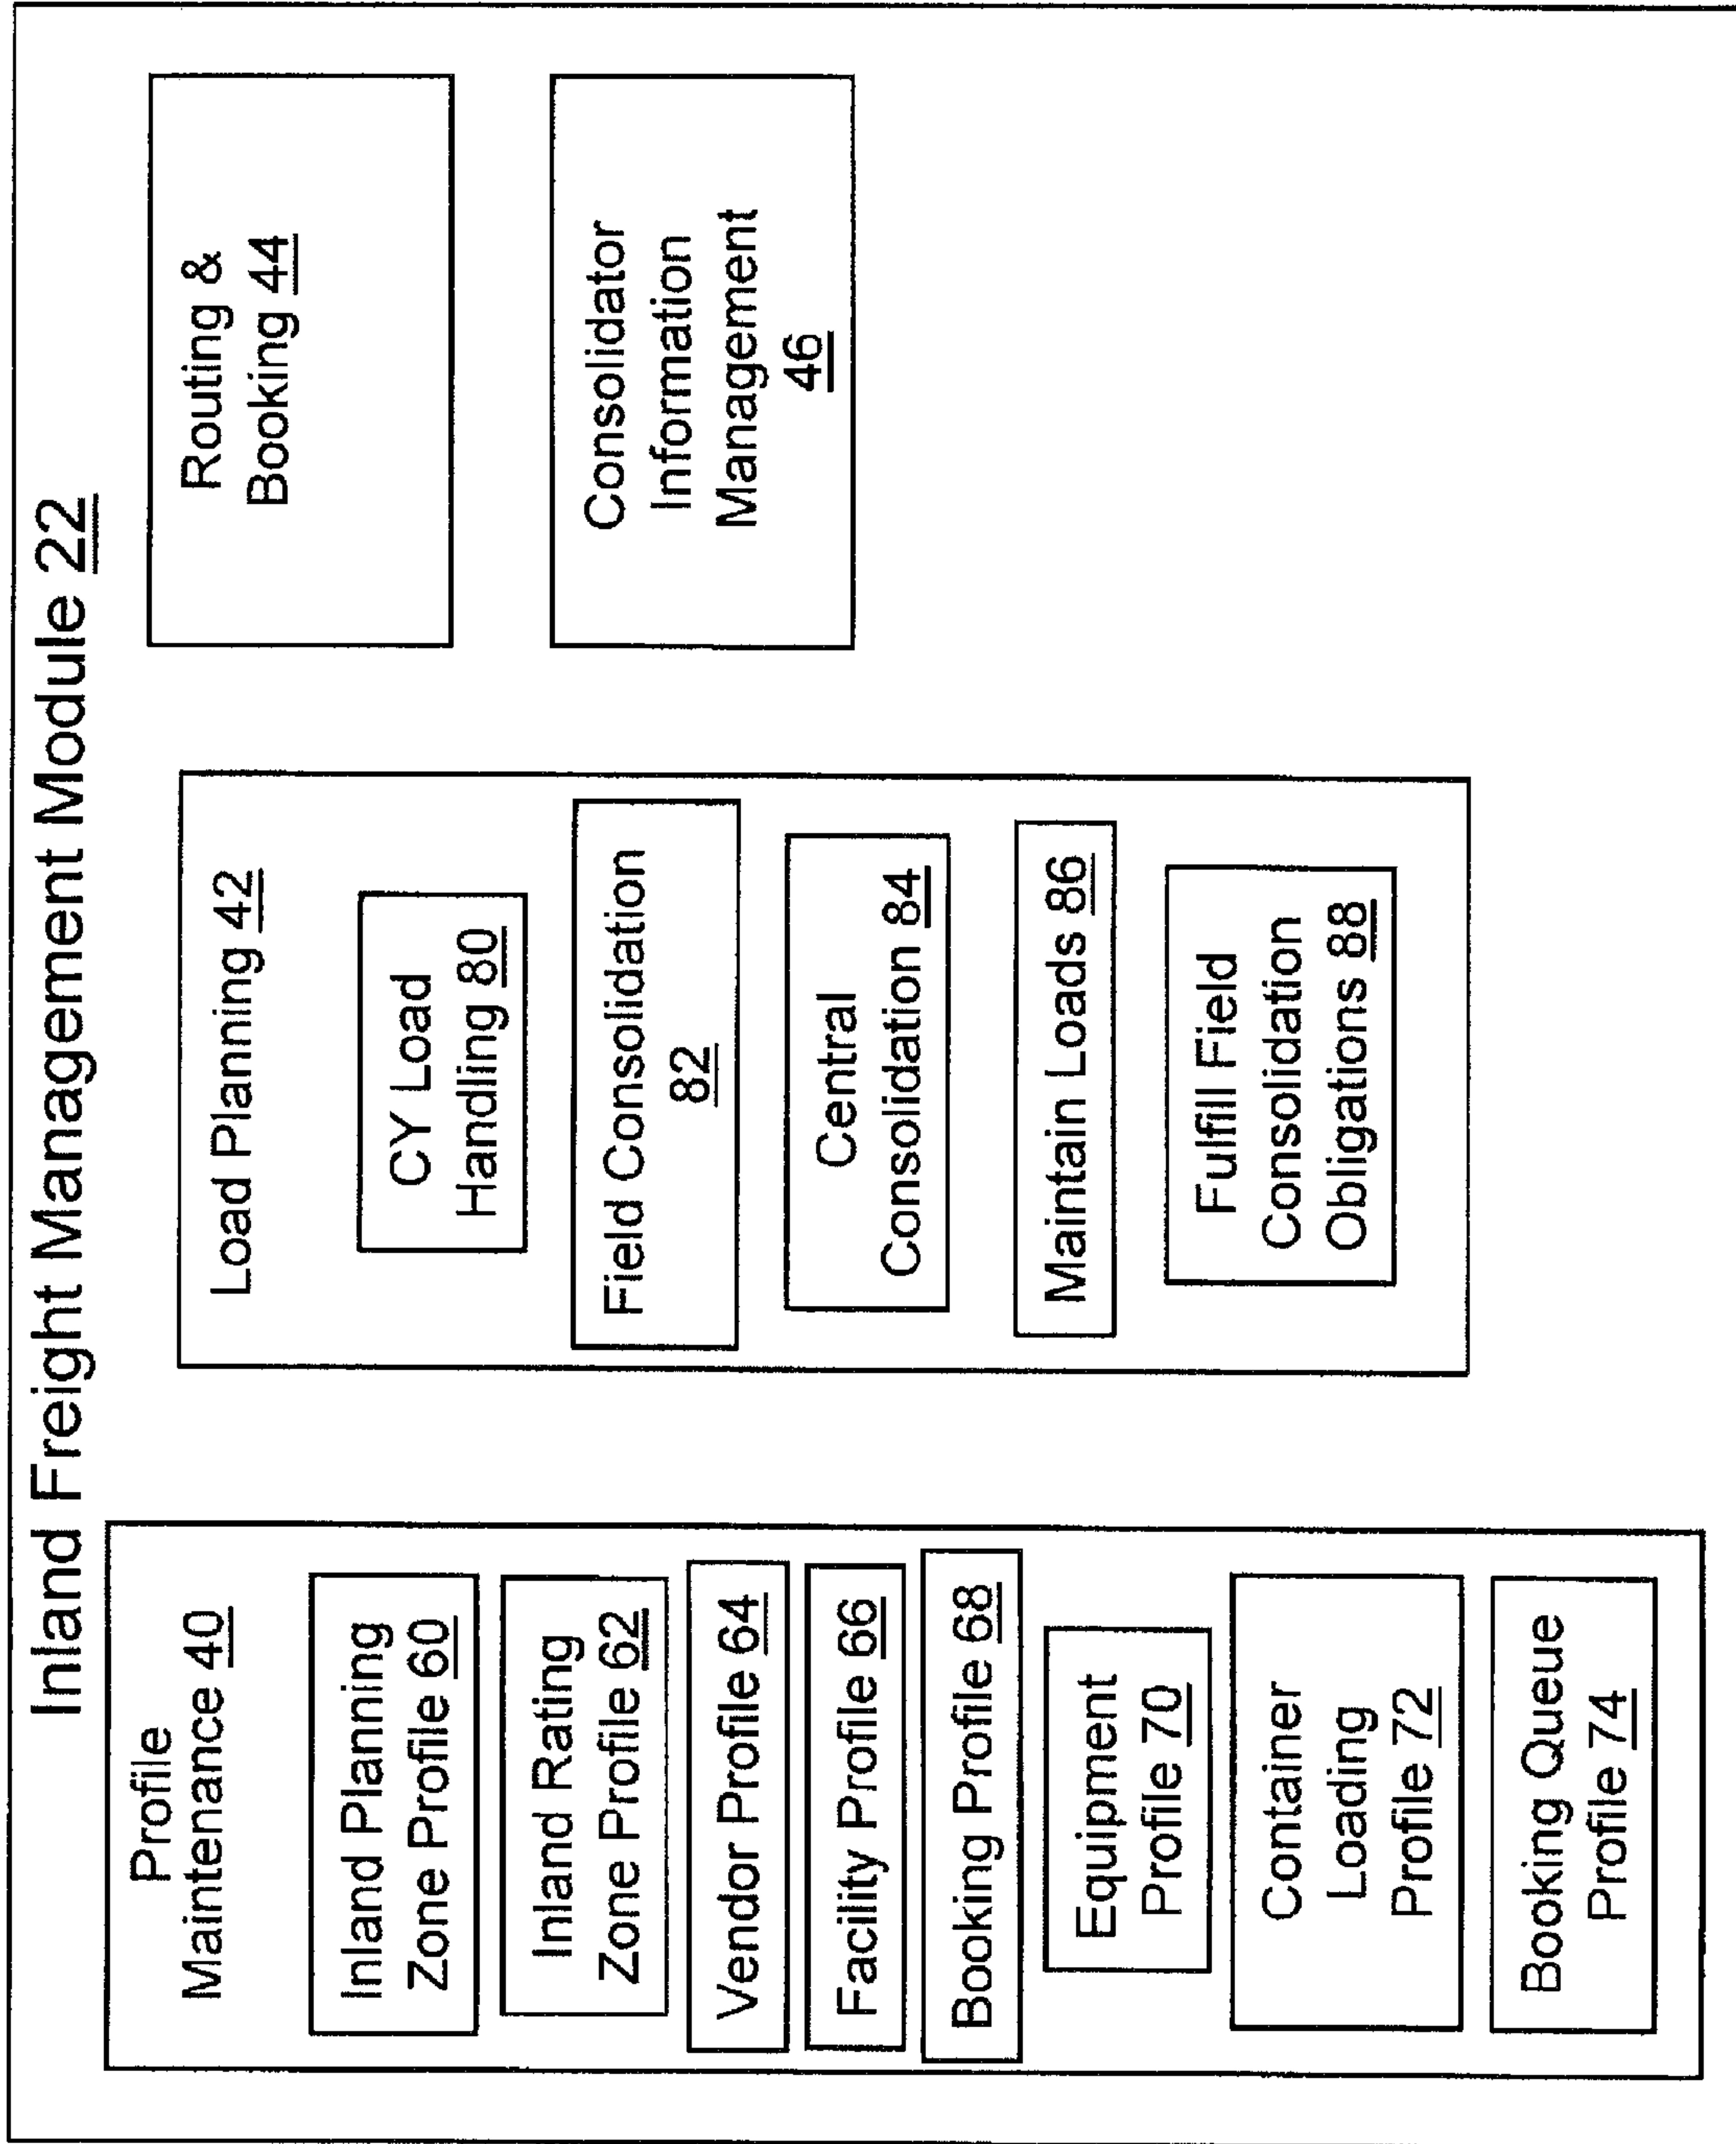 Inland Freight Management Module 22
Profile
Maintenance 40
Inland Planning
Zone Profile 60
Inland Rating
Zone Profile 62
Vendor Profile 64
Facility Profile 66
Booking Profile 68
Equipment
Profile 70
Container
Loading
Profile 72
Booking Queue
Profile 74
Load Planning 42
CY Load
Handling 80
Field Consolidation
82
Central
Consolidation 84
Maintain Loads 86
Fulfill Field
Consolidation
Obligations 88
Routing &
Booking 44
Consolidator
Information
Management
46